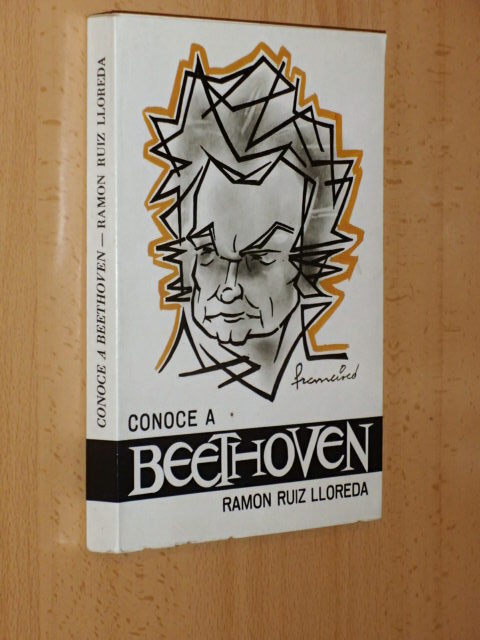 CONOCE A BEETHOVEN — RAMON RUIZ LLOREDA
francisco
CONOCE A
BEETHOVEN
RAMON RUIZ LLOREDA